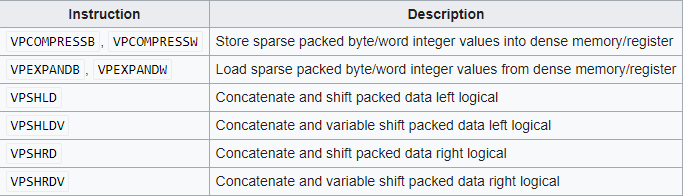 Instruction Description
VPCOMPRESSB, VPCOMPRESSW Store sparse packed byte/word integer values into dense memory/register
VPEXPANDB, VPEXPANDW Load sparse packed byte/word integer values from dense memory/register
VPSHLD Concatenate and shift packed data left logical
VPSHLDV Concatenate and variable shift packed data left logical
VPSHRD Concatenate and shift packed data right logical
VPSHRDV Concatenate and variable shift packed data right logical